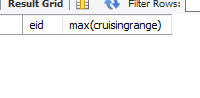 Result Grid Filter Rows:
eid max(cruisingrange)